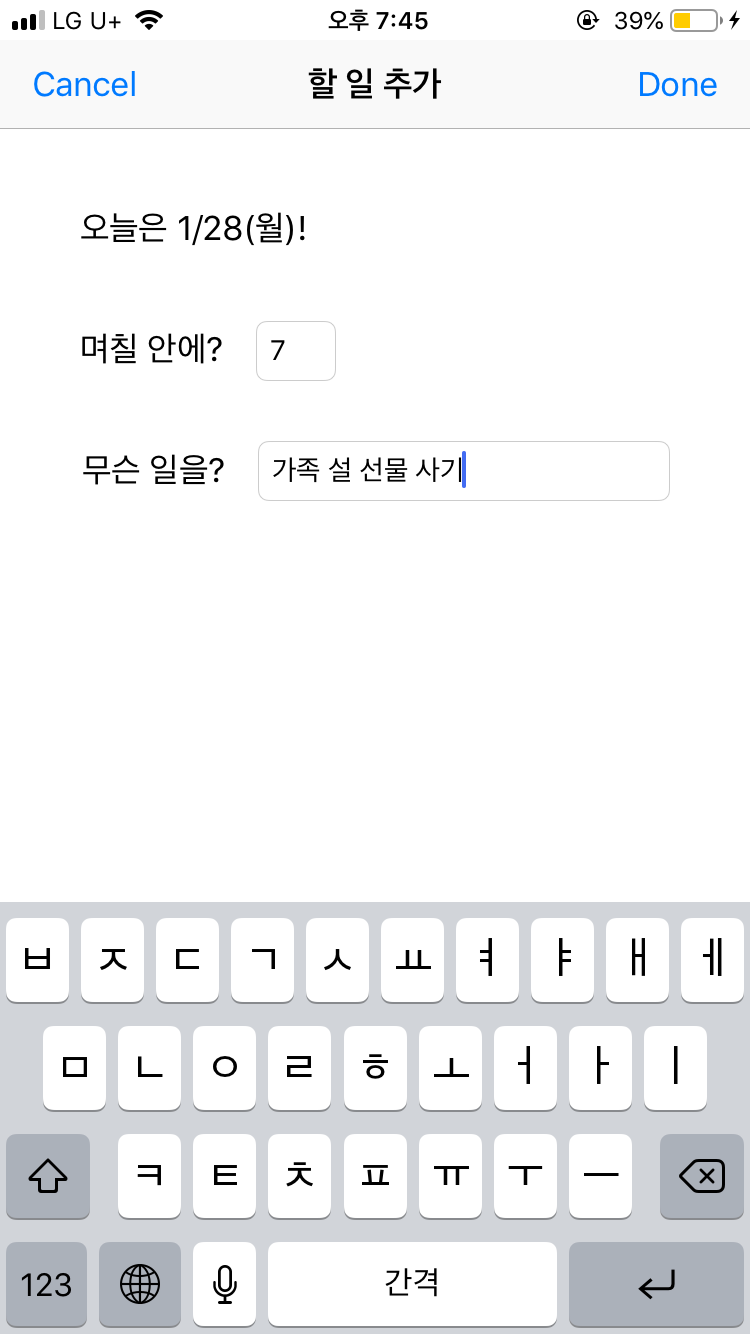 LG U+ 오후 7:45 39%
Cancel 할 일 추가 Done
오늘은 1/28(월)!
며칠 안에? 7
무슨 일을? 가족 설 선물 사기
ㅂ ㅈ ㄷ ㄱ ㅅ ㅛ ㅕ ㅑ ㅐ ㅔ
ㅁ ㄴ ㅇ ㄹ ㅎ ㅗ ㅓ ㅏ ㅣ
ㅋ ㅌ ㅊ ㅍ ㅠ ㅜ ㅡ
123 간격